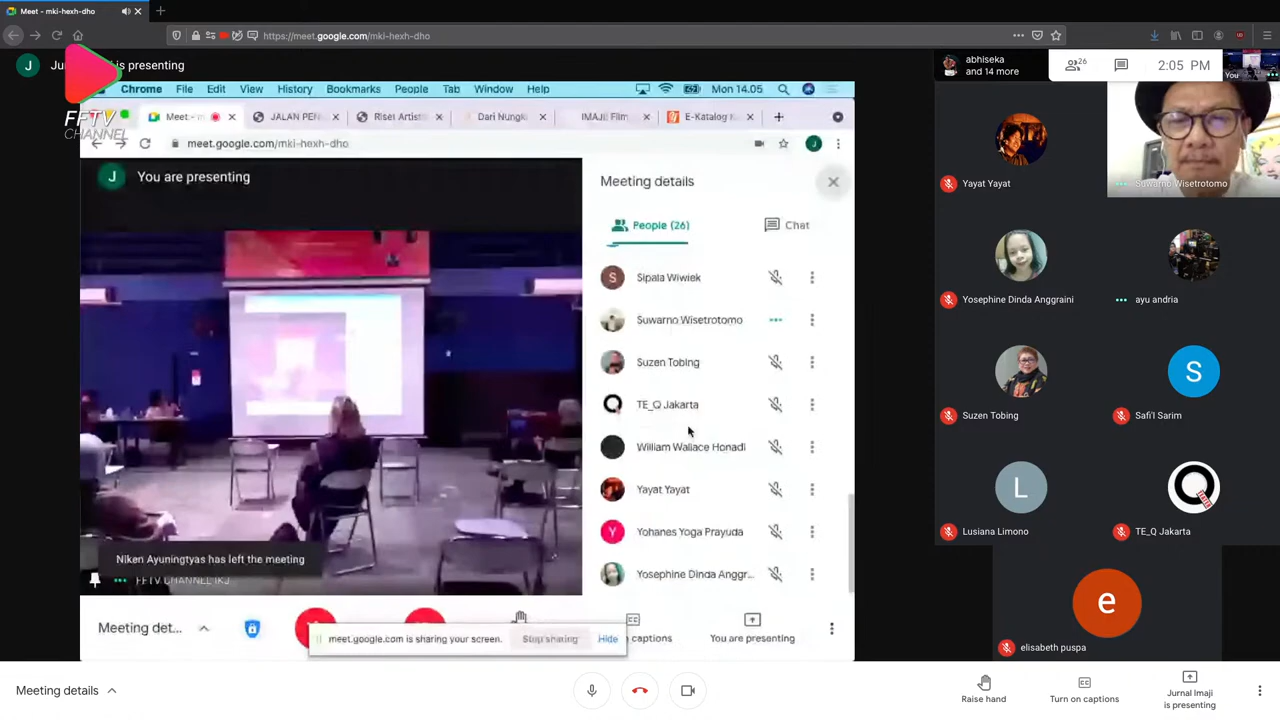 Meet - mki-hexh-dho
https://meet.google.com/mki-hexh-dho
J
is presenting
FFTV
CHANNEL
abhiseka
and 14 more
26
2:05 PM
You
Chrome File Edit View History Bookmarks People Tab Window Help
Mon 14.05
Meet - m
JALAN PEN
Riset Artist
Dari Nungk
IMAJI Film
E-Katalog
meet.google.com/mki-hexh-dho
J
J
You are presenting
Meeting details
People (26)
Chat
S
Sipala Wiwiek
Suwarno Wisetrotomo
Suzen Tobing
TE_Q Jakarta
William Wallace Honadi
Yayat Yayat
Y
Yohanes Yoga Prayuda
Yosephine Dinda Anggr...
Niken Ayuningtyas has left the meeting
FFTV CHANNEL IKJ
Meeting det...
meet.google.com is sharing your screen.
Stop sharing
Hide
captions
You are presenting
Yayat Yayat
Suwarno Wisetrotomo
Yosephine Dinda Anggraini
ayu andria
Suzen Tobing
S
Safi'I Sarim
L
Lusiana Limono
Q
TE_Q Jakarta
e
elisabeth puspa
Meeting details
Raise hand
Turn on captions
Jurnal Imaji
is presenting